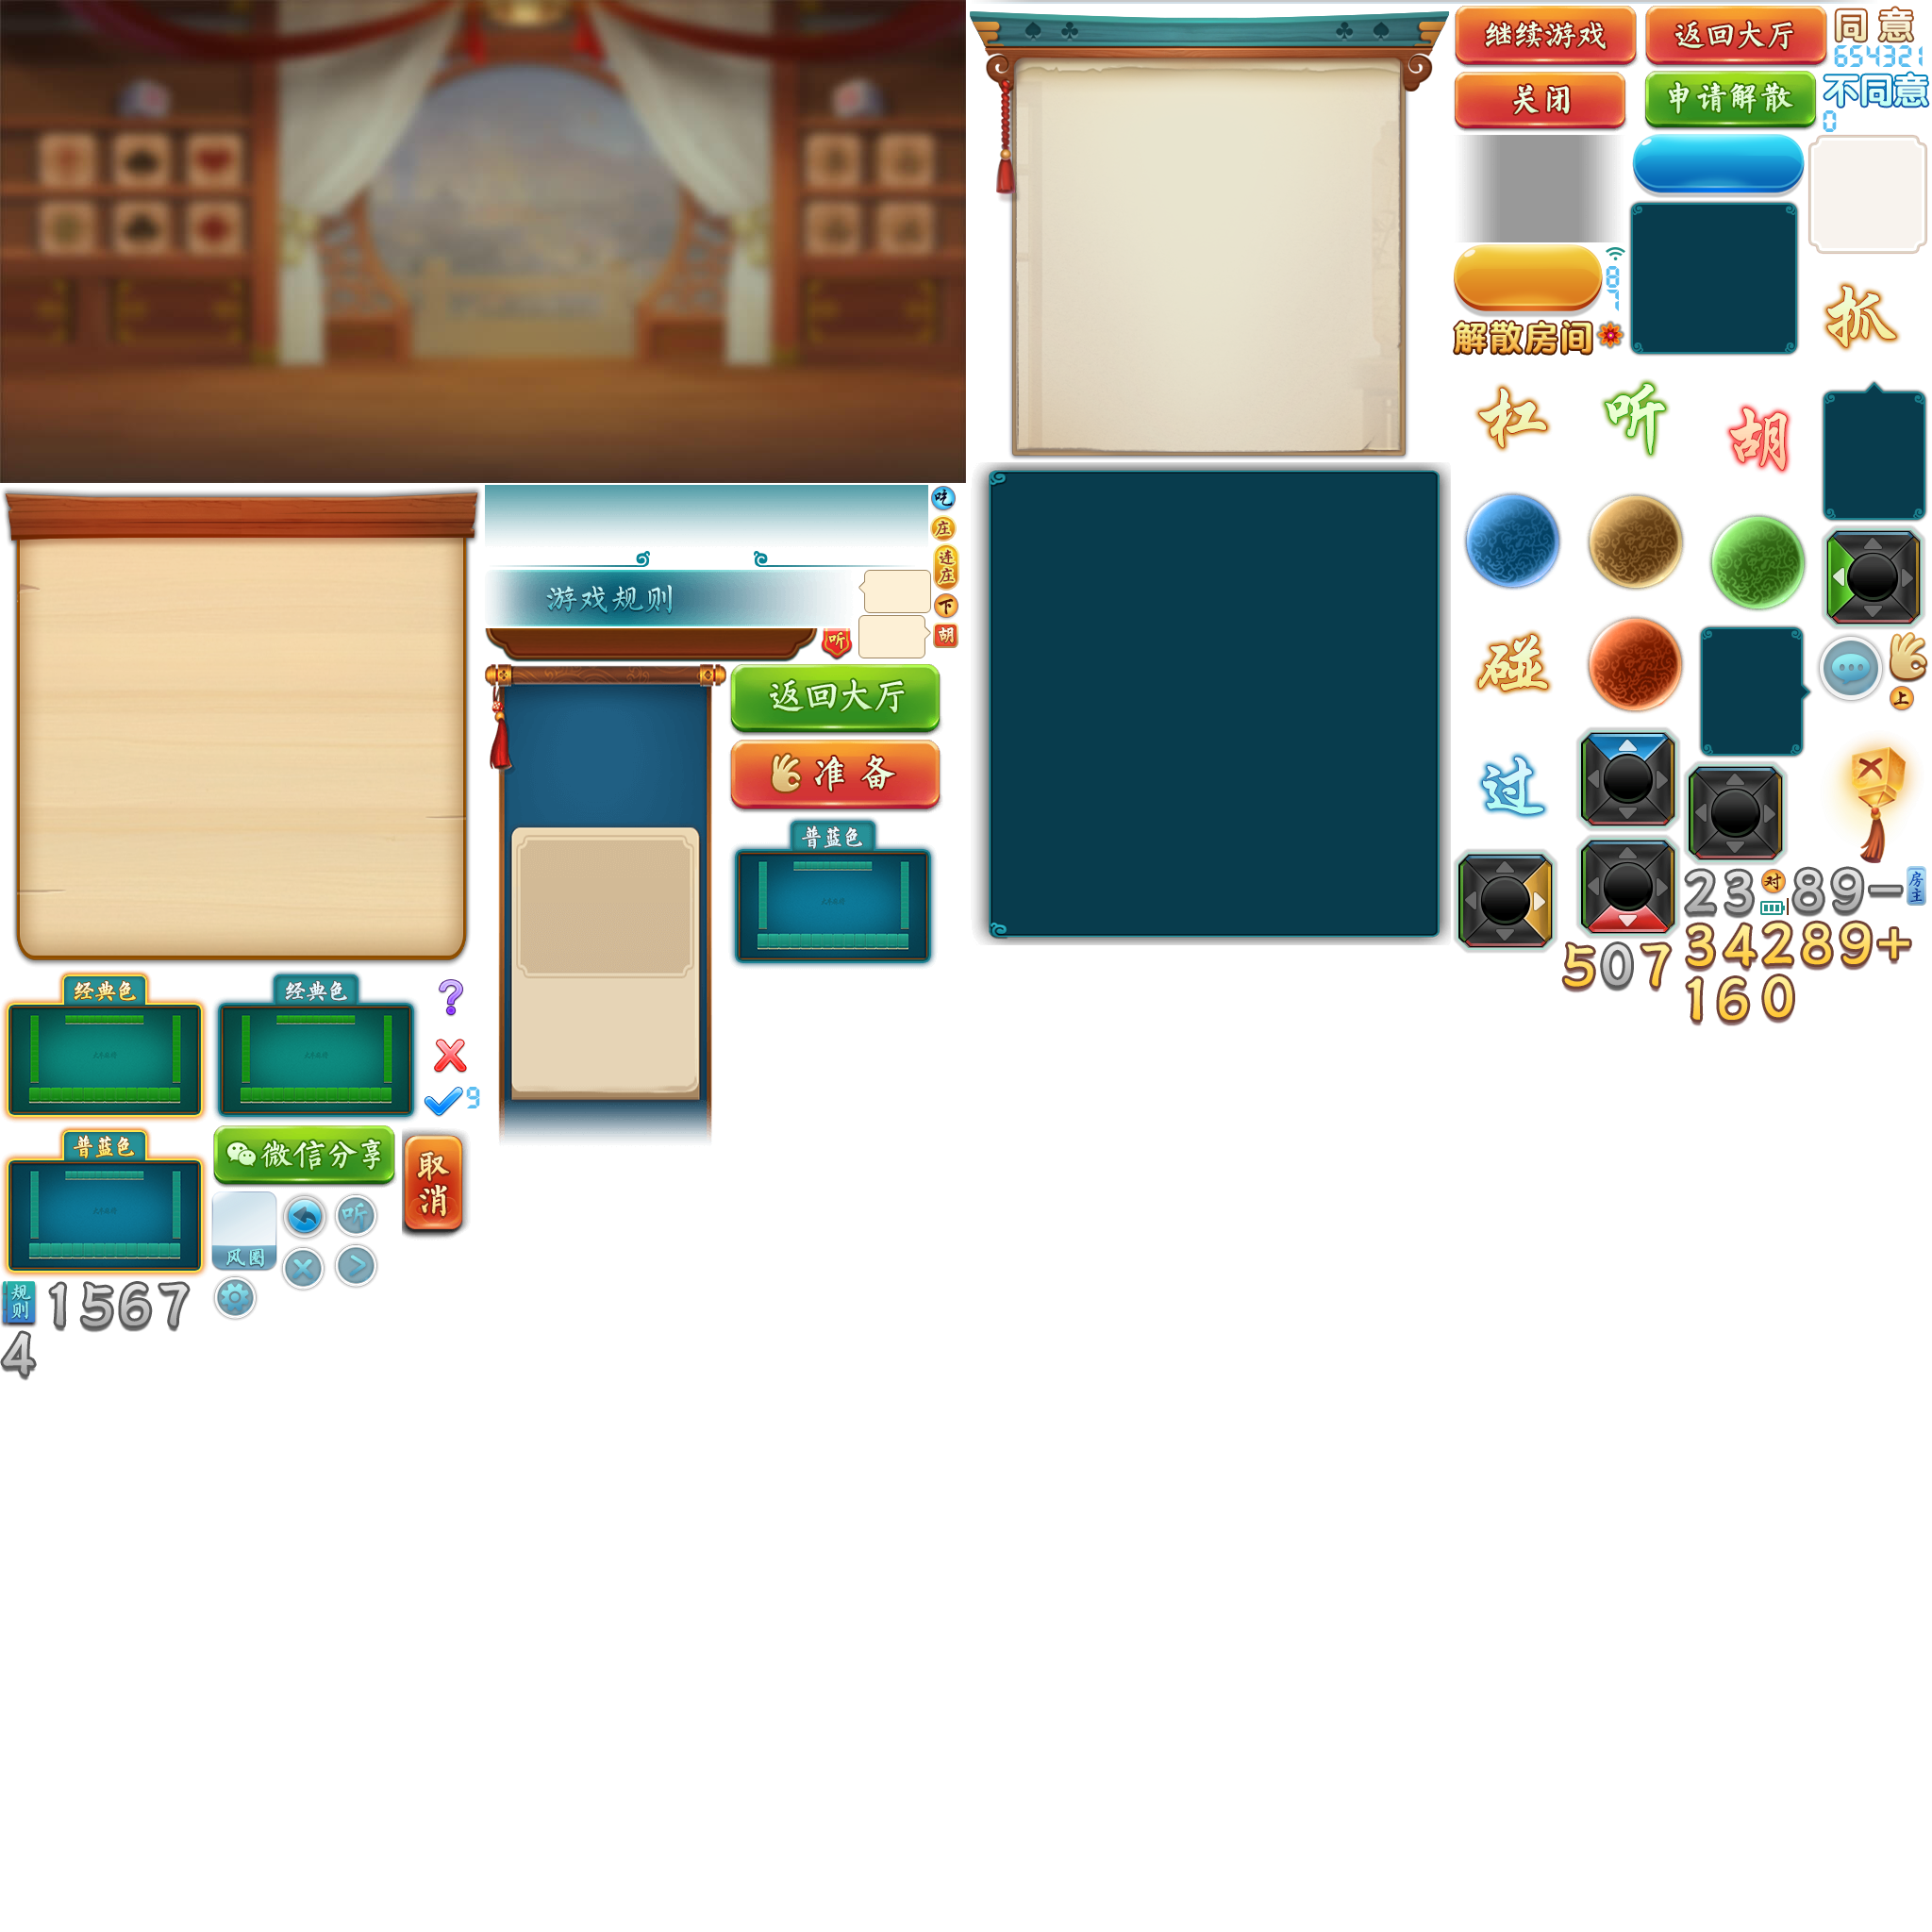 继续游戏
返回大厅
同意
654321
关闭
申请解散
不同意
0
8
7
解散房间
抓
杠
听
胡
吃
庄
连庄
下
胡
游戏规则
听
返回大厅
准备
碰
上
过
普蓝色
23
对
89-
房主
34289+
507
160
经典色
经典色
?
9
普蓝色
微信分享
取消
听
风圈
规则
1567
4